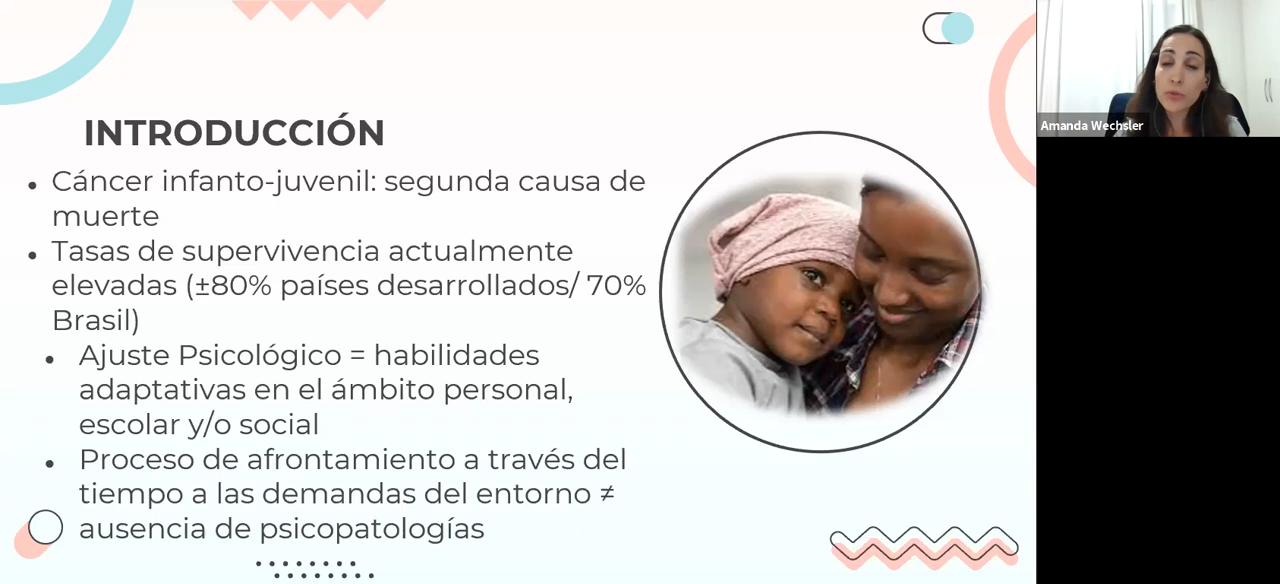 INTRODUCCIÓN
• Cáncer infanto-juvenil: segunda causa de
muerte
• Tasas de supervivencia actualmente
elevadas (±80% países desarrollados/ 70%
Brasil)
• Ajuste Psicológico = habilidades
adaptativas en el ámbito personal,
escolar y/o social
• Proceso de afrontamiento a través del
tiempo a las demandas del entorno ≠
ausencia de psicopatologías
Amanda Wechsler